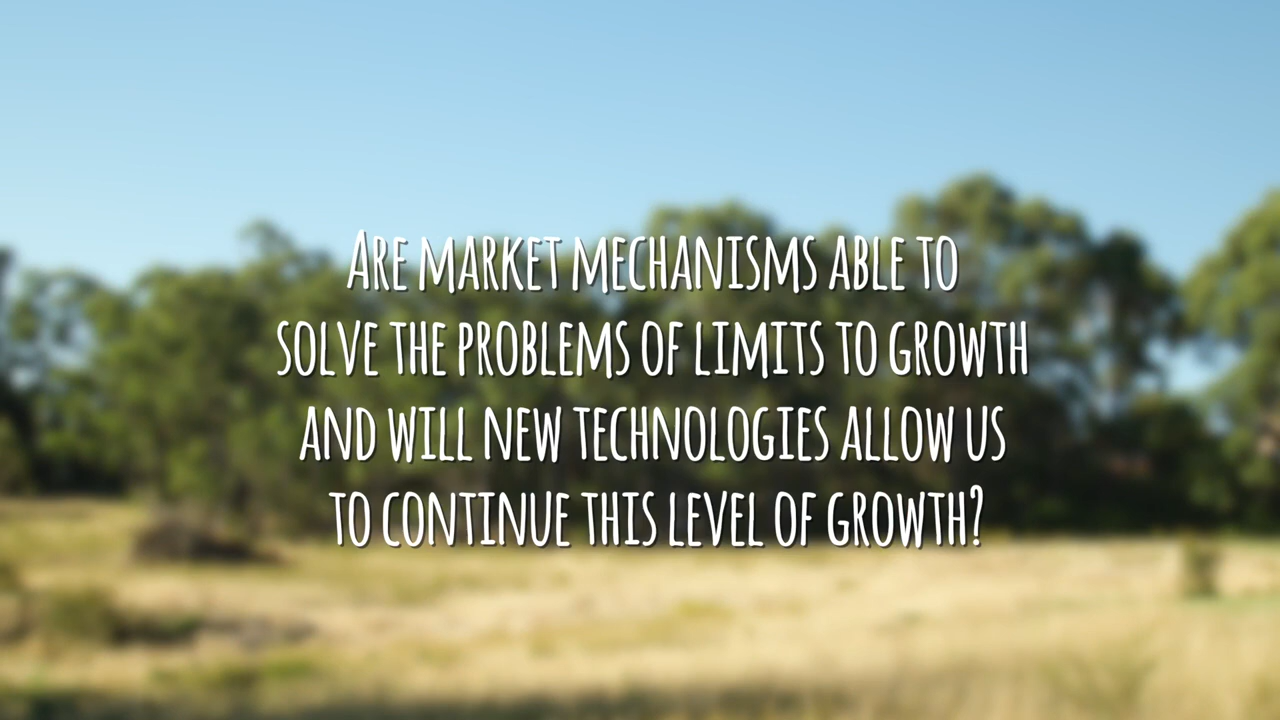 Are market mechanisms able to
solve the problems of limits to growth
and will new technologies allow us
to continue this level of growth?